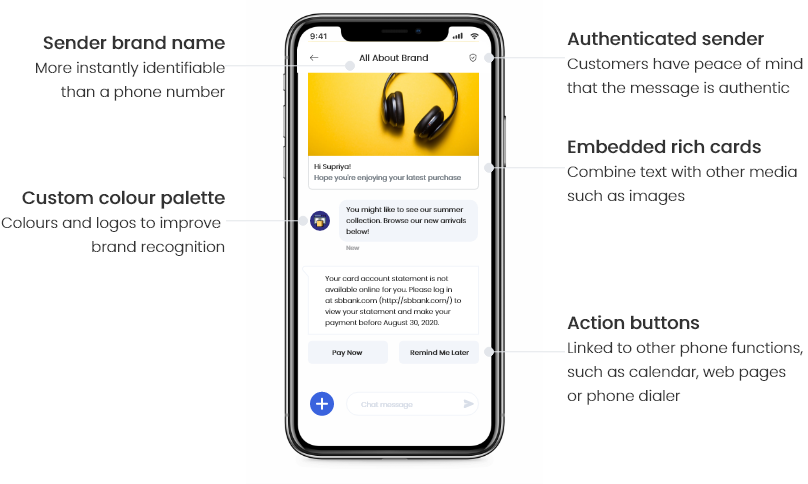 Sender brand name
More instantly identifiable
than a phone number
Custom colour palette
Colours and logos to improve
brand recognition
9:41
All About Brand
Hi Supriya!
Hope you're enjoying your latest purchase
You might like to see our summer
collection. Browse our new arrivals
below!
Now
Your card account statement is not
available online for you. Please log in
at sbbank.com (http://sbbank.com/) to
view your statement and make your
payment before August 30, 2020.
Pay Now
Remind Me Later
Chat message
Authenticated sender
Customers have peace of mind
that the message is authentic
Embedded rich cards
Combine text with other media
such as images
Action buttons
Linked to other phone functions,
such as calendar, web pages
or phone dialer